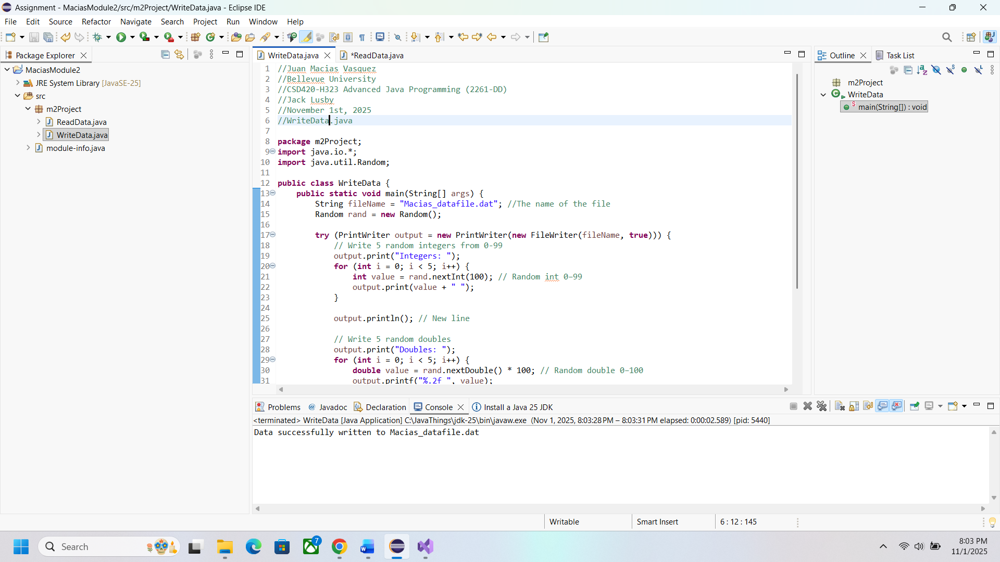 Assignment - MaciasModule2/src/m2Project/WriteData.java - Eclipse IDE
File Edit Source Refactor Navigate Search Project Run Window Help
Package Explorer
MaciasModule2
JRE System Library [JavaSE-25]
src
m2Project
ReadData.java
WriteData.java
module-info.java
WriteData.java *ReadData.java
1 //Juan Macias Vasquez
2 //Bellevue University
3 //CSD420-H323 Advanced Java Programming (2261-DD)
4 //Jack Lusby
5 //November 1st, 2025
6 //WriteData.java
7
8 package m2Project;
9 import java.io.*;
10 import java.util.Random;
11
12 public class WriteData {
13     public static void main(String[] args) {
14         String fileName = "Macias_datafile.dat"; //The name of the file
15         Random rand = new Random();
16
17         try (PrintWriter output = new PrintWriter(new FileWriter(fileName, true))) {
18             // Write 5 random integers from 0-99
19             output.print("Integers: ");
20             for (int i = 0; i < 5; i++) {
21                 int value = rand.nextInt(100); // Random int 0–99
22                 output.print(value + " ");
23             }
24
25             output.println(); // New line
26
27             // Write 5 random doubles
28             output.print("Doubles: ");
29             for (int i = 0; i < 5; i++) {
30                 double value = rand.nextDouble() * 100; // Random double 0–100
31                 output.printf("%.2f ", value);
Outline Task List
m2Project
WriteData
main(String[]) : void
Problems Javadoc Declaration Console Install a Java 25 JDK
<terminated> WriteData [Java Application] C:\JavaThings\jdk-25\bin\javaw.exe (Nov 1, 2025, 8:03:28 PM – 8:03:31 PM elapsed: 0:00:02.589) [pid: 5440]
Data successfully written to Macias_datafile.dat
Writable Smart Insert 6 : 12 : 145
Search
7
8:03 PM
11/1/2025